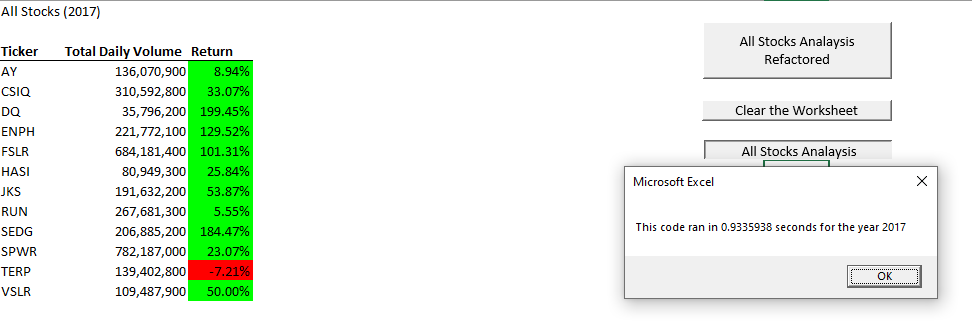 All Stocks (2017)
Ticker Total Daily Volume Return
AY 136,070,900 8.94%
CSIQ 310,592,800 33.07%
DQ 35,796,200 199.45%
ENPH 221,772,100 129.52%
FSLR 684,181,400 101.31%
HASI 80,949,300 25.84%
JKS 191,632,200 53.87%
RUN 267,681,300 5.55%
SEDG 206,885,200 184.47%
SPWR 782,187,000 23.07%
TERP 139,402,800 -7.21%
VSLR 109,487,900 50.00%
All Stocks Analaysis
Refactored
Clear the Worksheet
All Stocks Analaysis
Microsoft Excel
This code ran in 0.9335938 seconds for the year 2017
OK